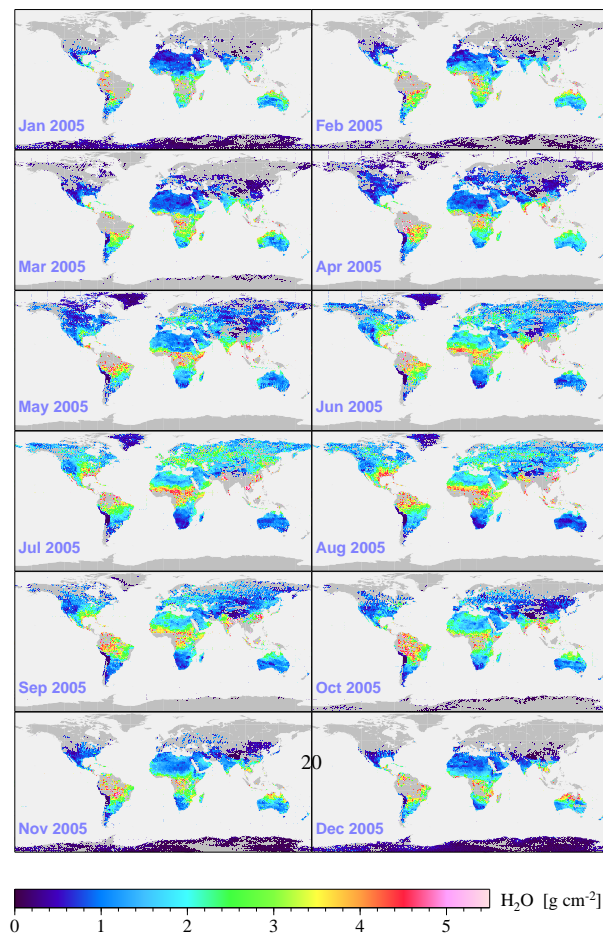 Jan 2005 Feb 2005
Mar 2005 Apr 2005
May 2005 Jun 2005
Jul 2005 Aug 2005
Sep 2005 Oct 2005
20
Nov 2005 Dec 2005
H₂O [g cm⁻²]
0 1 2 3 4 5